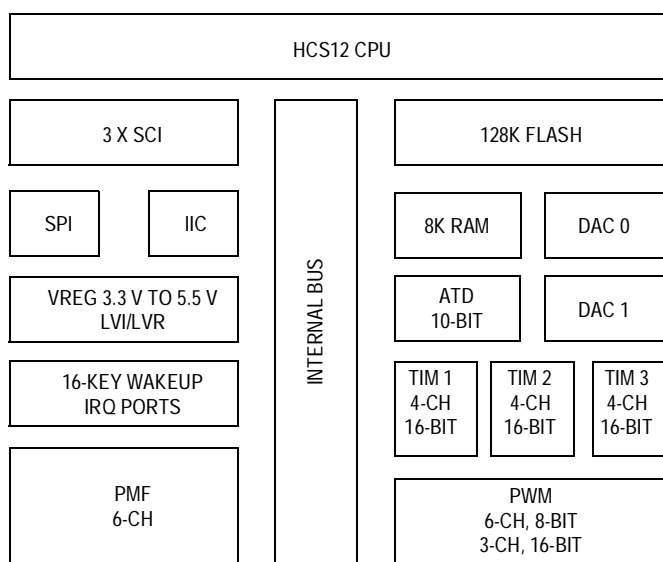 HCS12 CPU
3 X SCI
128K FLASH
SPI
IIC
8K RAM
DAC 0
VREG 3.3 V TO 5.5 V
LVI/LVR
INTERNAL BUS
ATD
10-BIT
DAC 1
16-KEY WAKEUP
IRQ PORTS
TIM 1
4-CH
16-BIT
TIM 2
4-CH
16-BIT
TIM 3
4-CH
16-BIT
PMF
6-CH
PWM
6-CH, 8-BIT
3-CH, 16-BIT